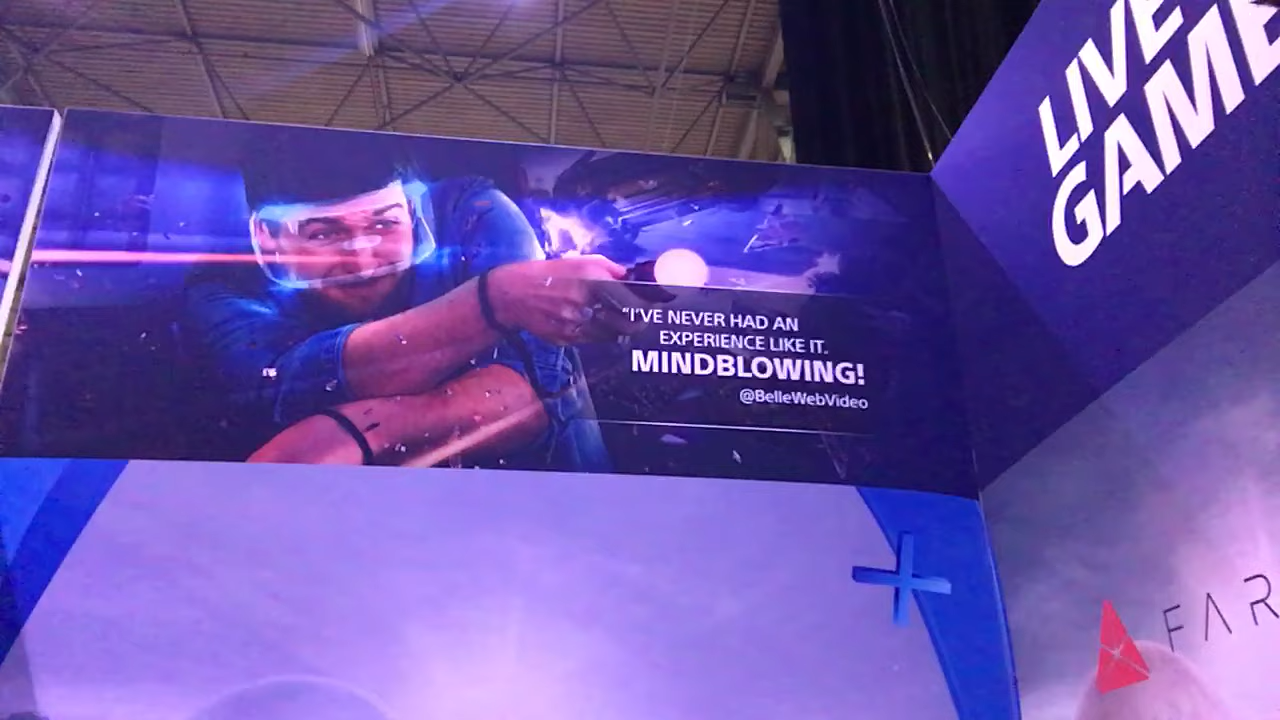 LIVE
GAME
"I'VE NEVER HAD AN
EXPERIENCE LIKE IT.
MINDBLOWING!
@BelleWebVideo
FAR